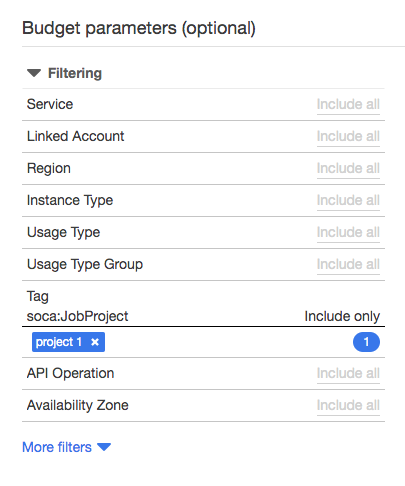 Budget parameters (optional)
Filtering
Service Include all
Linked Account Include all
Region Include all
Instance Type Include all
Usage Type Include all
Usage Type Group Include all
Tag
soca:JobProject Include only
project 1 × 1
API Operation Include all
Availability Zone Include all
More filters